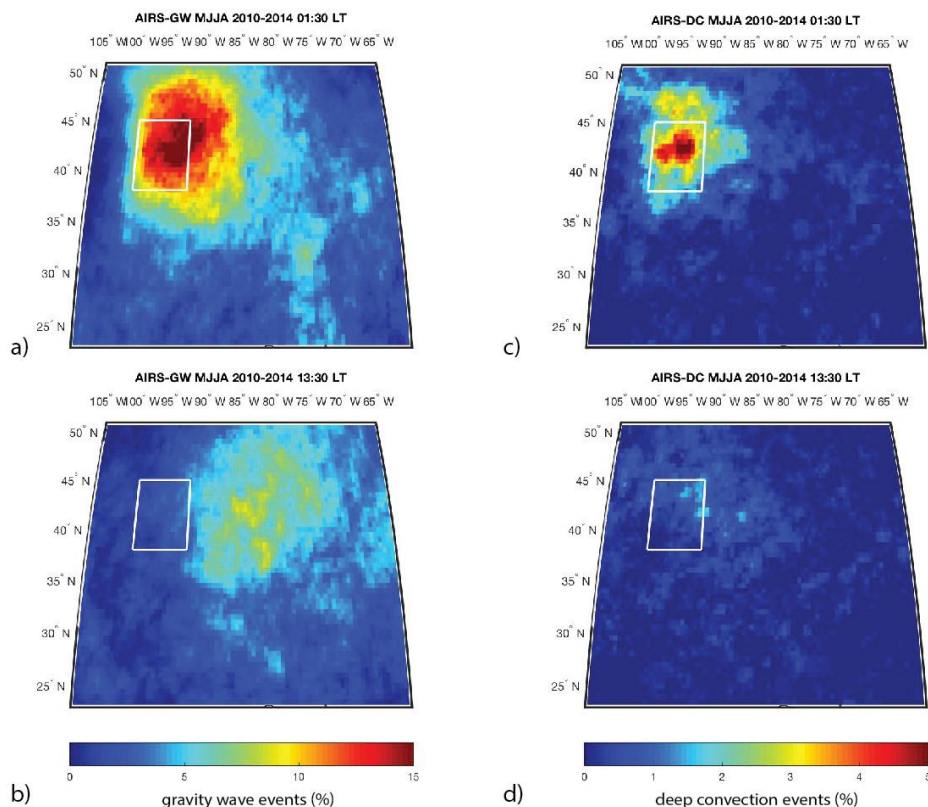 AIRS-GW MJJA 2010-2014 01:30 LT
105° W100° W 95° W 90° W 85° W 80° W 75° W 70° W 65° W
50° N
45° N
40° N
35° N
30° N
25° N
a)
AIRS-DC MJJA 2010-2014 01:30 LT
105° W100° W 95° W 90° W 85° W 80° W 75° W 70° W 65° W
50° N
45° N
40° N
35° N
30° N
25° N
c)
AIRS-GW MJJA 2010-2014 13:30 LT
105° W100° W 95° W 90° W 85° W 80° W 75° W 70° W 65° W
50° N
45° N
40° N
35° N
30° N
25° N
0 5 10 15
b) gravity wave events (%)
AIRS-DC MJJA 2010-2014 13:30 LT
105° W100° W 95° W 90° W 85° W 80° W 75° W 70° W 65° W
50° N
45° N
40° N
35° N
30° N
25° N
0 1 2 3 4 5
d) deep convection events (%)